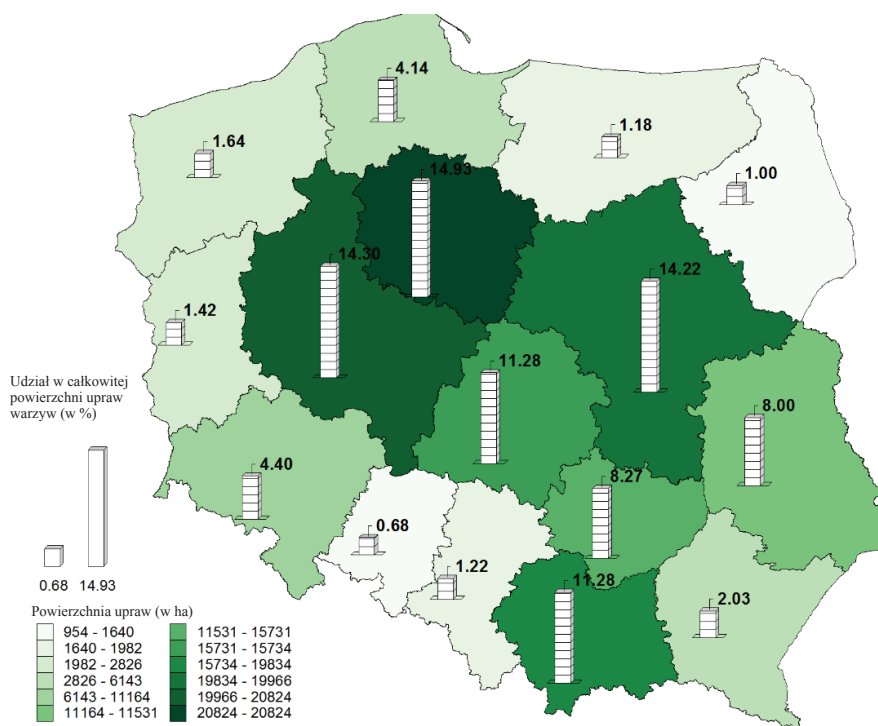 4.14
1.64
1.18
14.93
1.00
14.30
14.22
1.42
11.28
Udział w całkowitej
powierzchni upraw
warzyw (w %)
8.00
4.40
8.27
0.68
1.22
11.28
2.03
0.68 14.93
Powierzchnia upraw (w ha)
954 - 1640
1640 - 1982
1982 - 2826
2826 - 6143
6143 - 11164
11164 - 11531
11531 - 15731
15731 - 15734
15734 - 19834
19834 - 19966
19966 - 20824
20824 - 20824